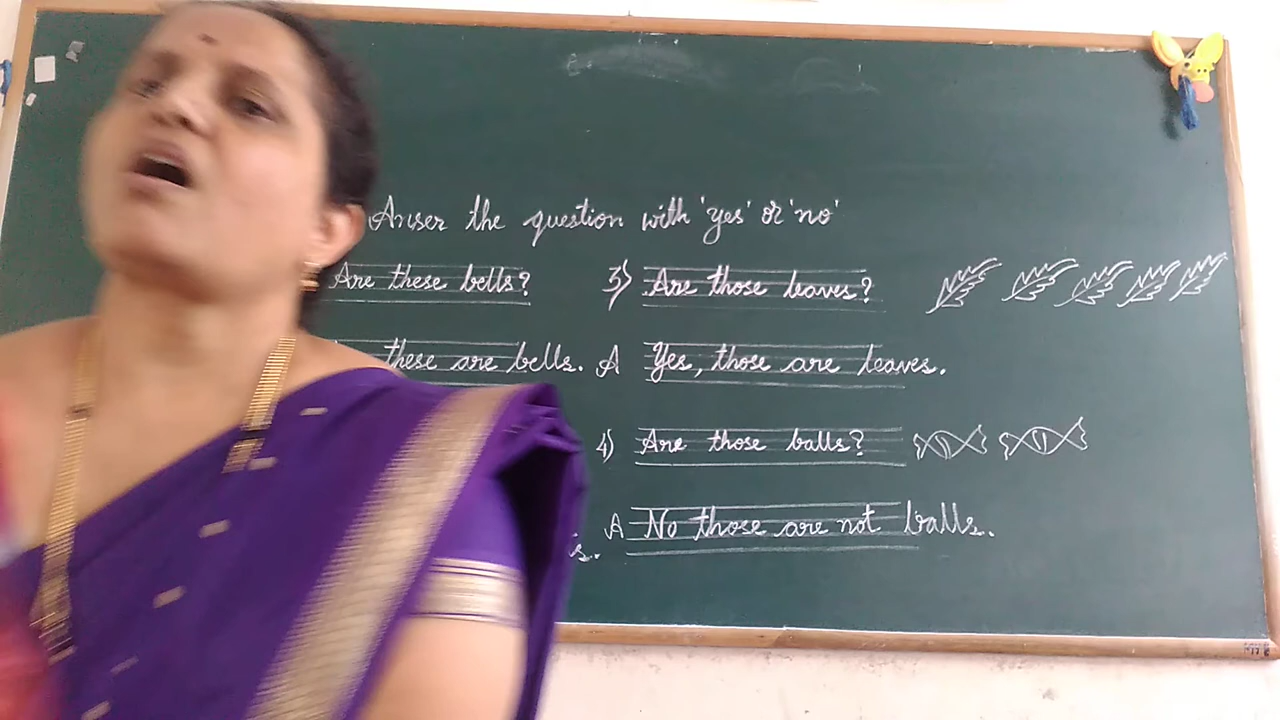 Anser the question with 'yes' or 'no'
Are these bells?
these are bells.
3) Are those leaves?
A Yes, those are leaves.
4) Are those balls?
A No those are not balls.
s.